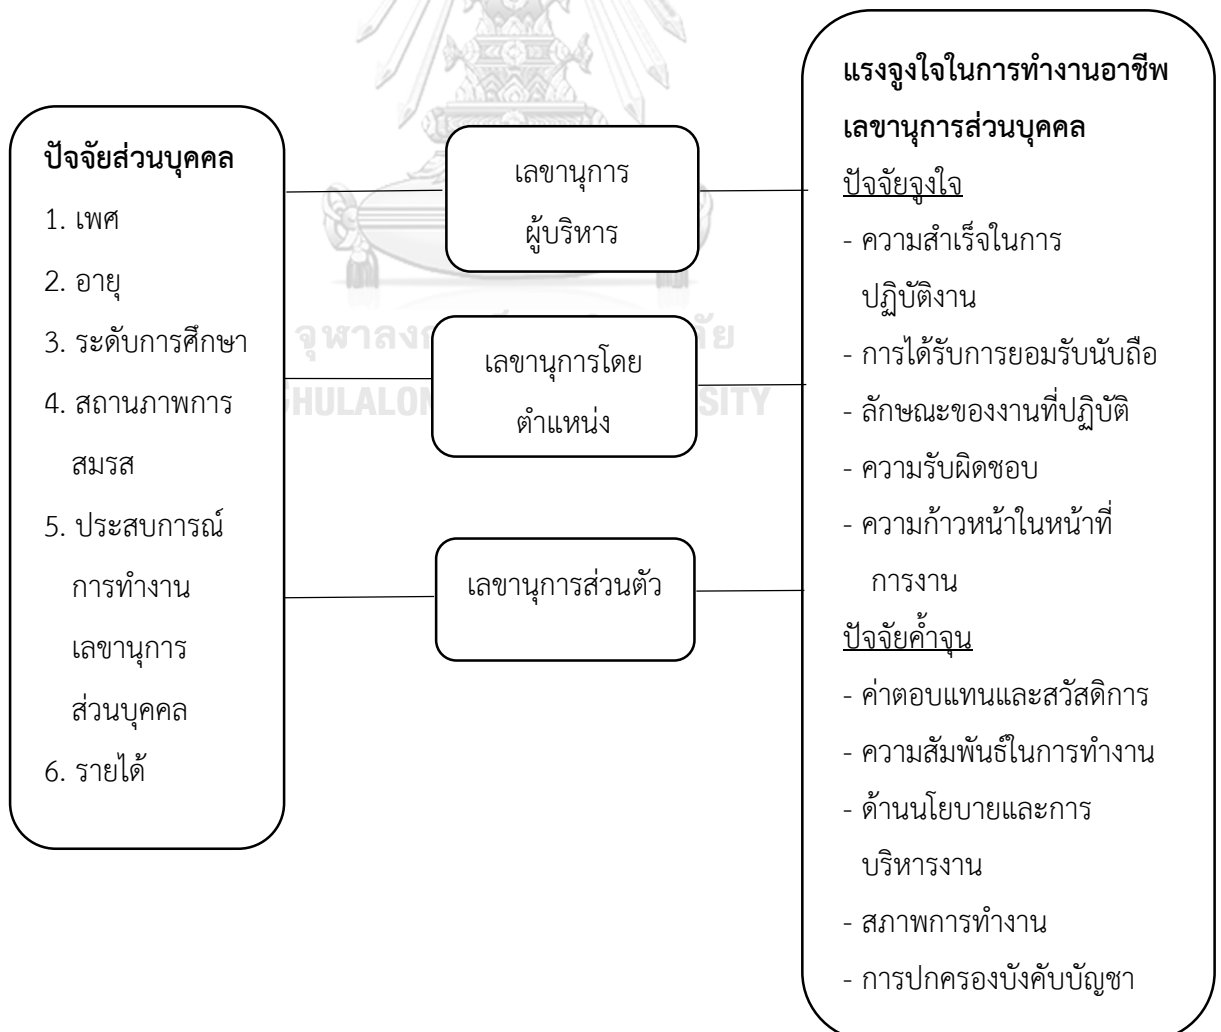 ปัจจัยส่วนบุคคล
1. เพศ
2. อายุ
3. ระดับการศึกษา
4. สถานภาพการ
สมรส
5. ประสบการณ์
การทำงาน
เลขานุการ
ส่วนบุคคล
6. รายได้
เลขานุการ
ผู้บริหาร
เลขานุการโดย
ตำแหน่ง
เลขานุการส่วนตัว
แรงจูงใจในการทำงานอาชีพ
เลขานุการส่วนบุคคล
ปัจจัยจูงใจ
- ความสำเร็จในการ
ปฏิบัติงาน
- การได้รับการยอมรับนับถือ
- ลักษณะของงานที่ปฏิบัติ
- ความรับผิดชอบ
- ความก้าวหน้าในหน้าที่
การงาน
ปัจจัยค้ำจุน
- ค่าตอบแทนและสวัสดิการ
- ความสัมพันธ์ในการทำงาน
- ด้านนโยบายและการ
บริหารงาน
- สภาพการทำงาน
- การปกครองบังคับบัญชา